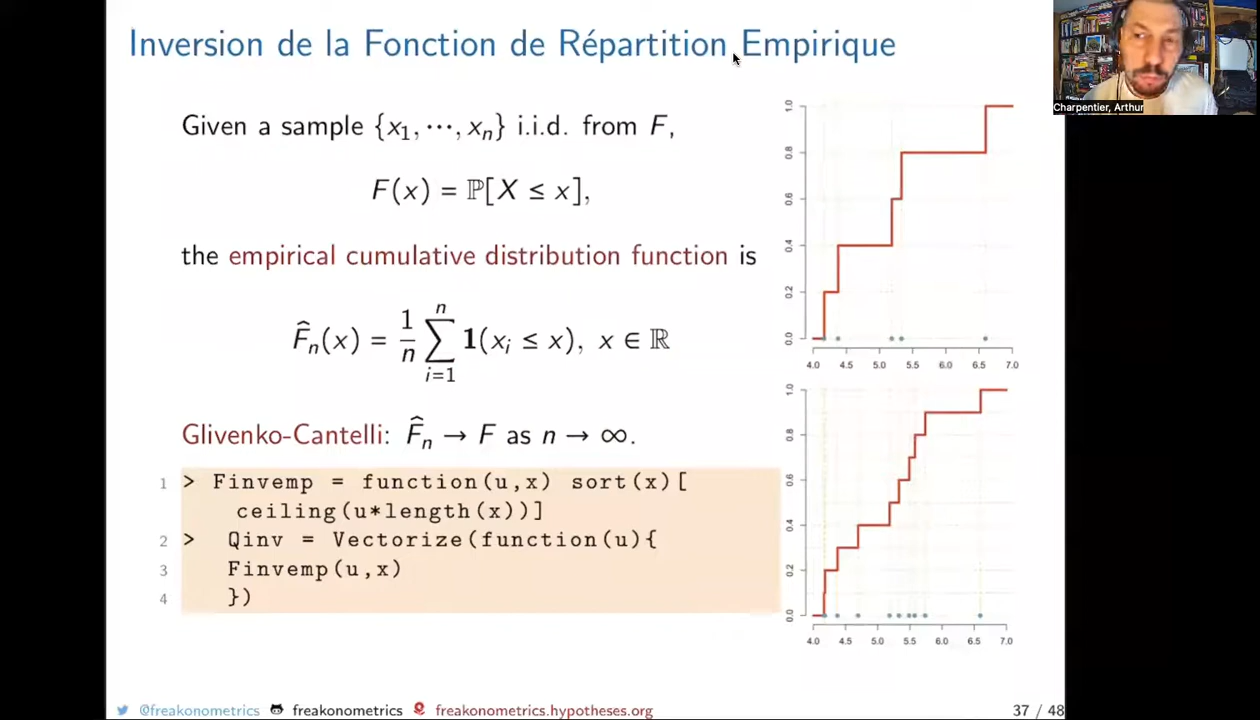 Inversion de la Fonction de Répartition Empirique
Charpentier, Arthur
Given a sample {x₁, ⋯, xₙ} i.i.d. from F,
F(x) = ℙ[X ≤ x],
the empirical cumulative distribution function is
F̂ₙ(x) = 1/n ∑ᵢ₌₁ⁿ 𝟏(xᵢ ≤ x), x ∈ ℝ
Glivenko-Cantelli: F̂ₙ → F as n → ∞.
1 > Finvemp = function(u,x) sort(x)[
ceiling(u*length(x))]
2 > Qinv = Vectorize(function(u){
3 Finvemp(u,x)
4 })
1.0
0.8
0.6
0.4
0.2
0.0
4.0 4.5 5.0 5.5 6.0 6.5 7.0
1.0
0.8
0.6
0.4
0.2
0.0
4.0 4.5 5.0 5.5 6.0 6.5 7.0
@freakonometrics freakonometrics freakonometrics.hypotheses.org 37 / 48